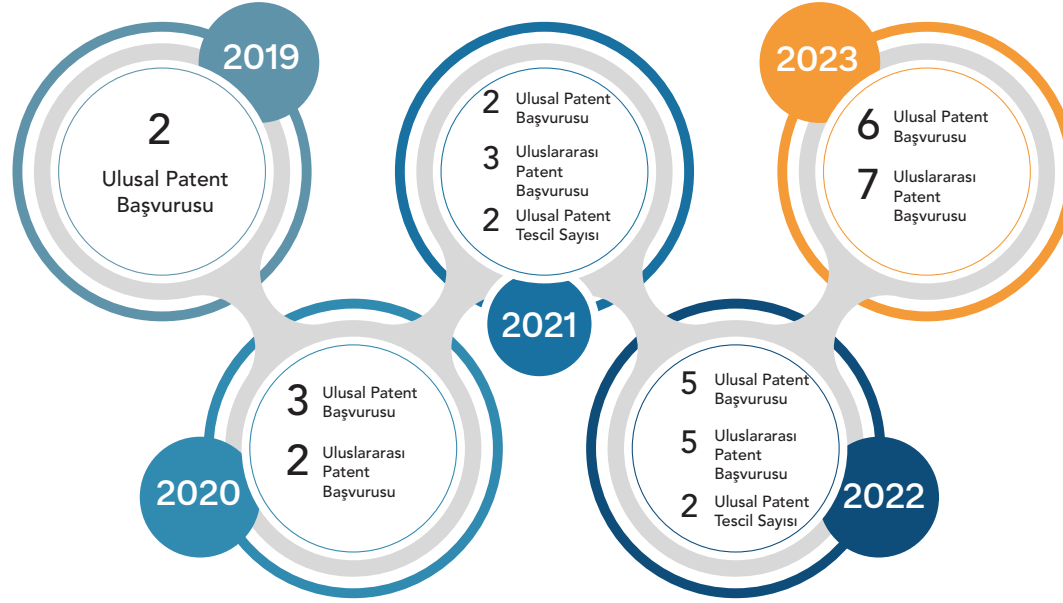 2019
2
Ulusal Patent
Başvurusu
2020
3 Ulusal Patent
Başvurusu
2 Uluslararası
Patent
Başvurusu
2 Ulusal Patent
Başvurusu
3 Uluslararası
Patent
Başvurusu
2 Ulusal Patent
Tescil Sayısı
2021
5 Ulusal Patent
Başvurusu
5 Uluslararası
Patent
Başvurusu
2 Ulusal Patent
Tescil Sayısı
2022
2023
6 Ulusal Patent
Başvurusu
7 Uluslararası
Patent
Başvurusu